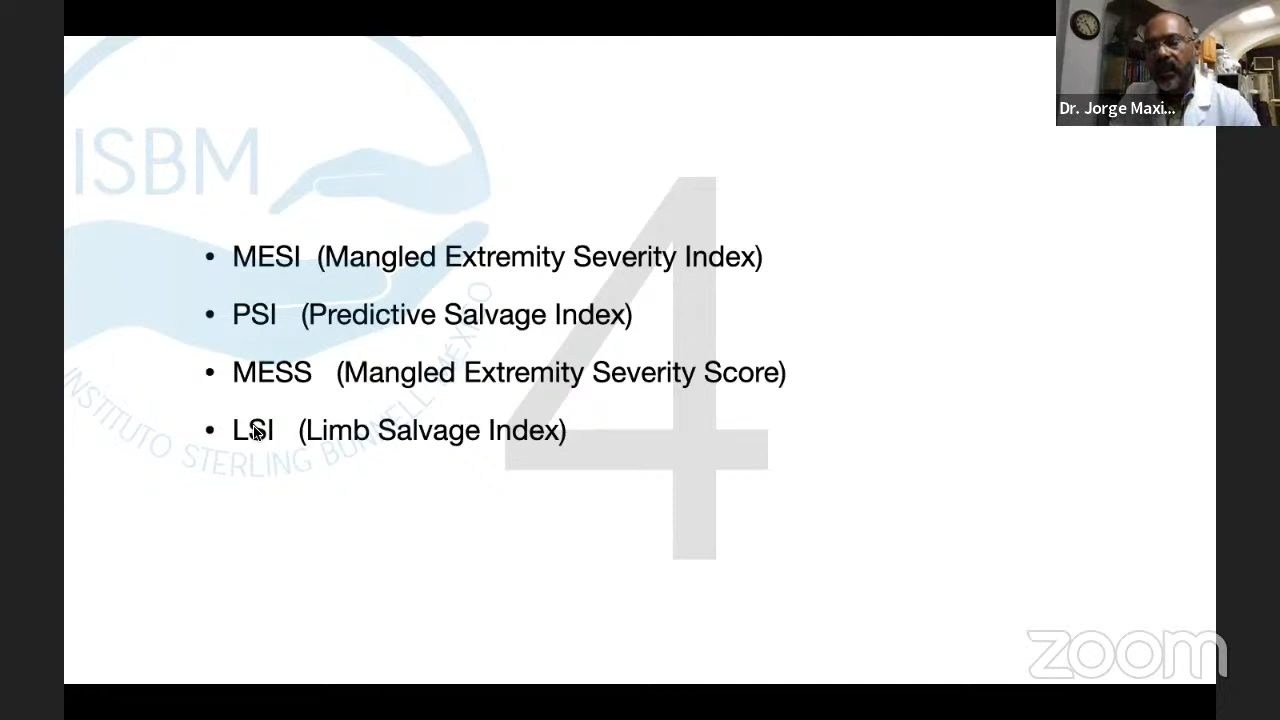 Dr. Jorge Maxi...
ISBM
4
• MESI (Mangled Extremity Severity Index)
• PSI (Predictive Salvage Index)
• MESS (Mangled Extremity Severity Score)
• LSI (Limb Salvage Index)
INSTITUTO STERLING BUNNELL MÉXICO
zoom